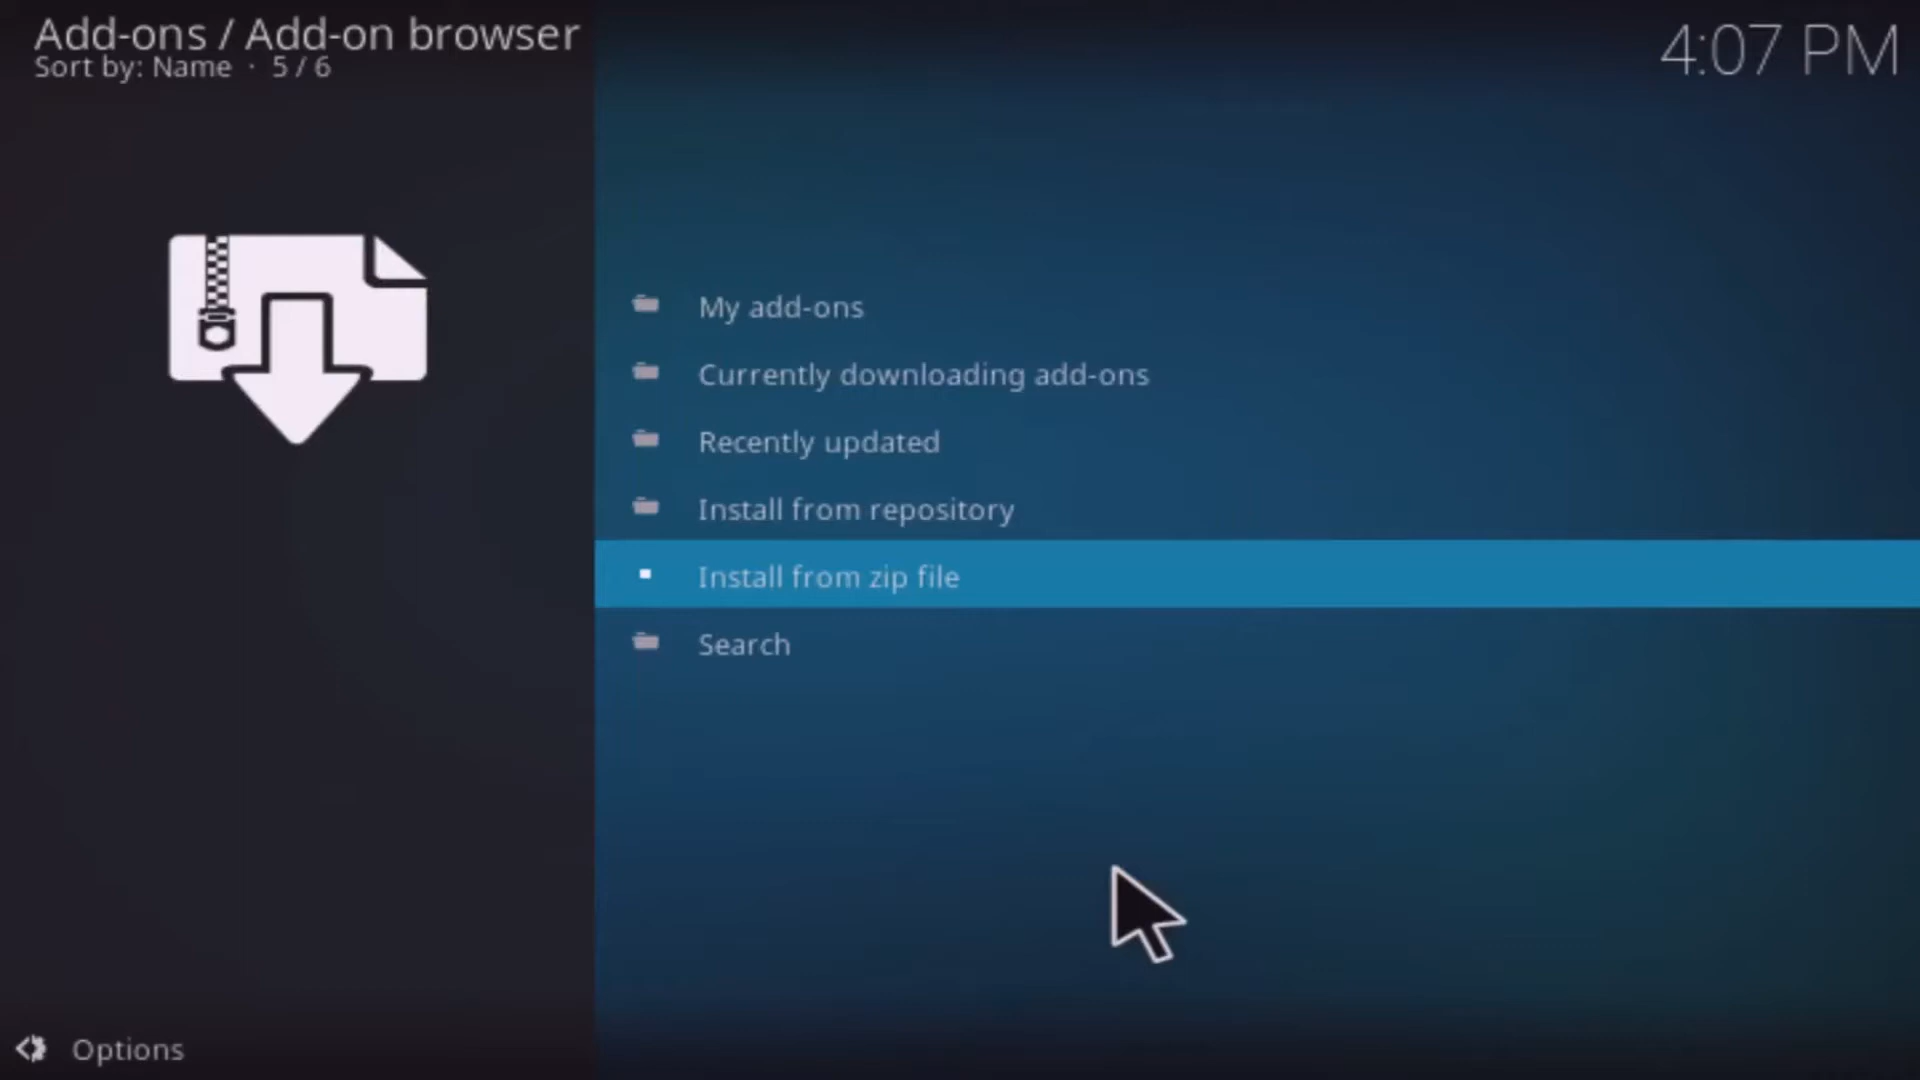 Add-ons / Add-on browser
Sort by: Name · 5 / 6
4:07 PM
My add-ons
Currently downloading add-ons
Recently updated
Install from repository
Install from zip file
Search
Options